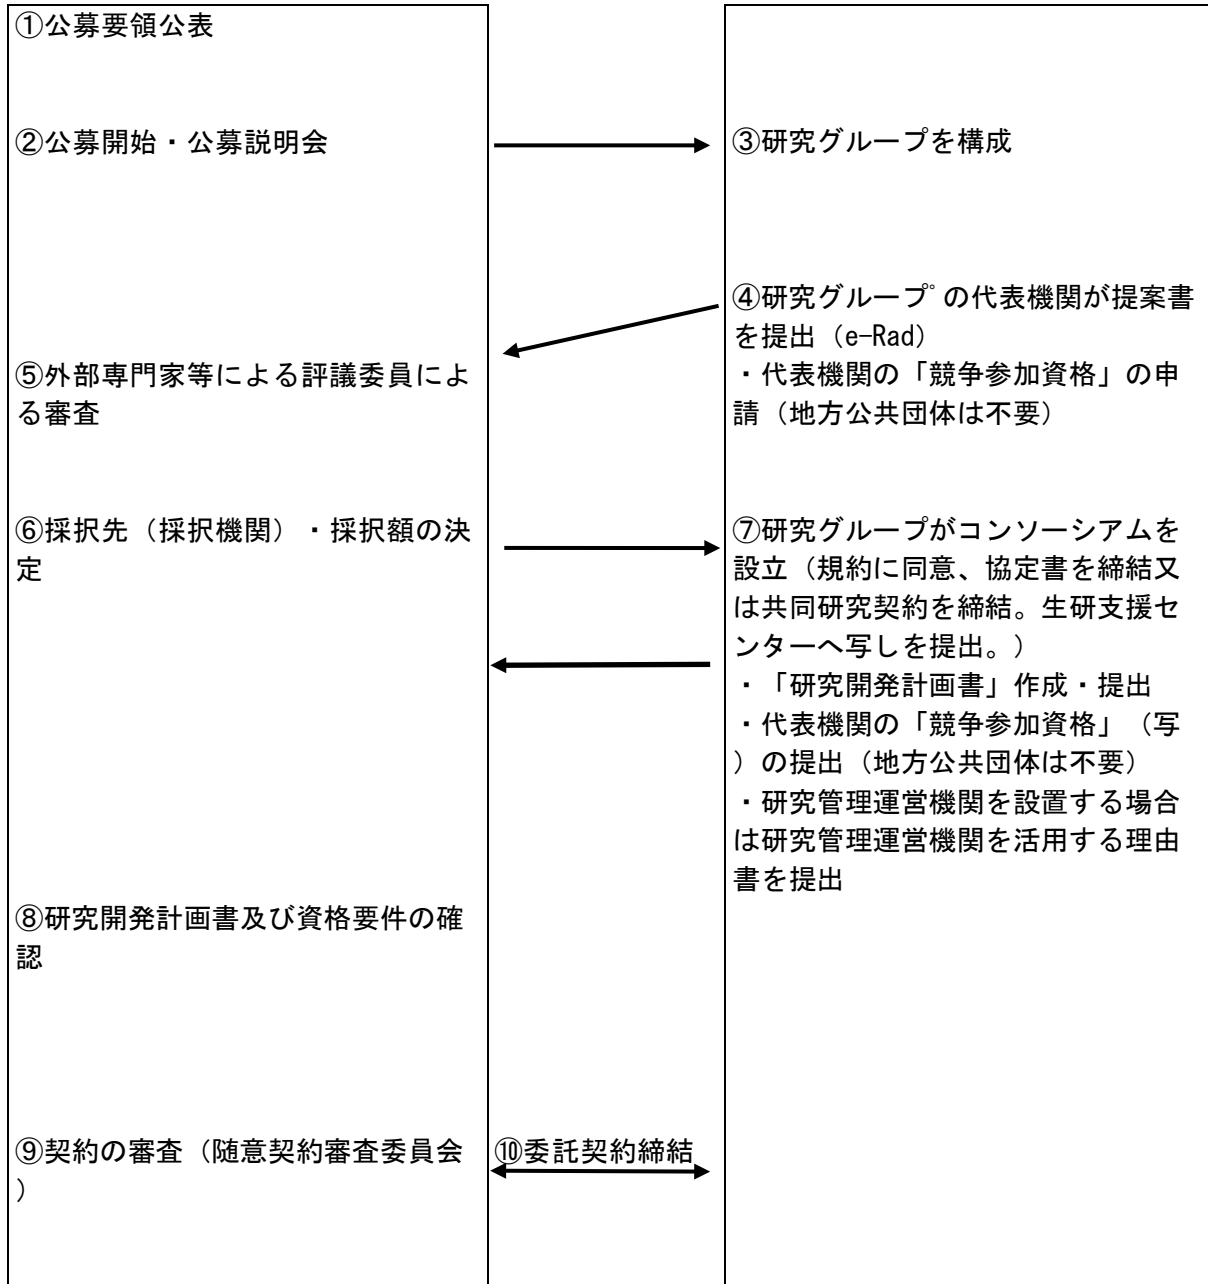 ①公募要領公表
②公募開始・公募説明会
③研究グループを構成
④研究グループ゜の代表機関が提案書
を提出（e-Rad）
・代表機関の「競争参加資格」の申
請（地方公共団体は不要）
⑤外部専門家等による評議委員によ
る審査
⑥採択先（採択機関）・採択額の決
定
⑦研究グループがコンソーシアムを
設立（規約に同意、協定書を締結又
は共同研究契約を締結。生研支援セ
ンターへ写しを提出。）
・「研究開発計画書」作成・提出
・代表機関の「競争参加資格」（写
）の提出（地方公共団体は不要）
・研究管理運営機関を設置する場合
は研究管理運営機関を活用する理由
書を提出
⑧研究開発計画書及び資格要件の確
認
⑨契約の審査（随意契約審査委員会
）
⑩委託契約締結